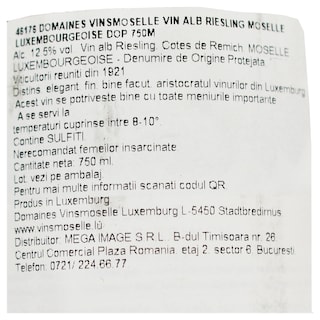 46176 DOMAINES VINSMOSELLE VIN ALB RIESLING MOSELLE
LUXEMBOURGEOISE DOP 750M
Alc. 12.5% vol. Vin alb Riesling. Cotes de Remich. MOSELLE
LUXEMBOURGEOISE - Denumire de Origine Protejata.
Viticultorii reuniti din 1921
Distins, elegant, fin, bine facut, aristocratul vinurilor din Luxemburg.
Acest vin se potriveste bine cu toate meniurile importante.
A se servi la
temperaturi cuprinse intre 8-10°.
Contine SULFITI.
Nerecomandat femeilor insarcinate.
Cantitate neta: 750 ml.
Lot: vezi pe ambalaj.
Pentru mai multe informatii scanati codul QR.
Produs in Luxemburg.
Domaines Vinsmoselle Luxemburg L-5450 Stadtbredimus
www.vinsmoselle.lu
Distribuitor: MEGA IMAGE S.R.L., B-dul Timisoara nr. 26,
Centrul Comercial Plaza Romania, etaj 2, sector 6, Bucuresti.
Telefon: 0721/ 224.66.77